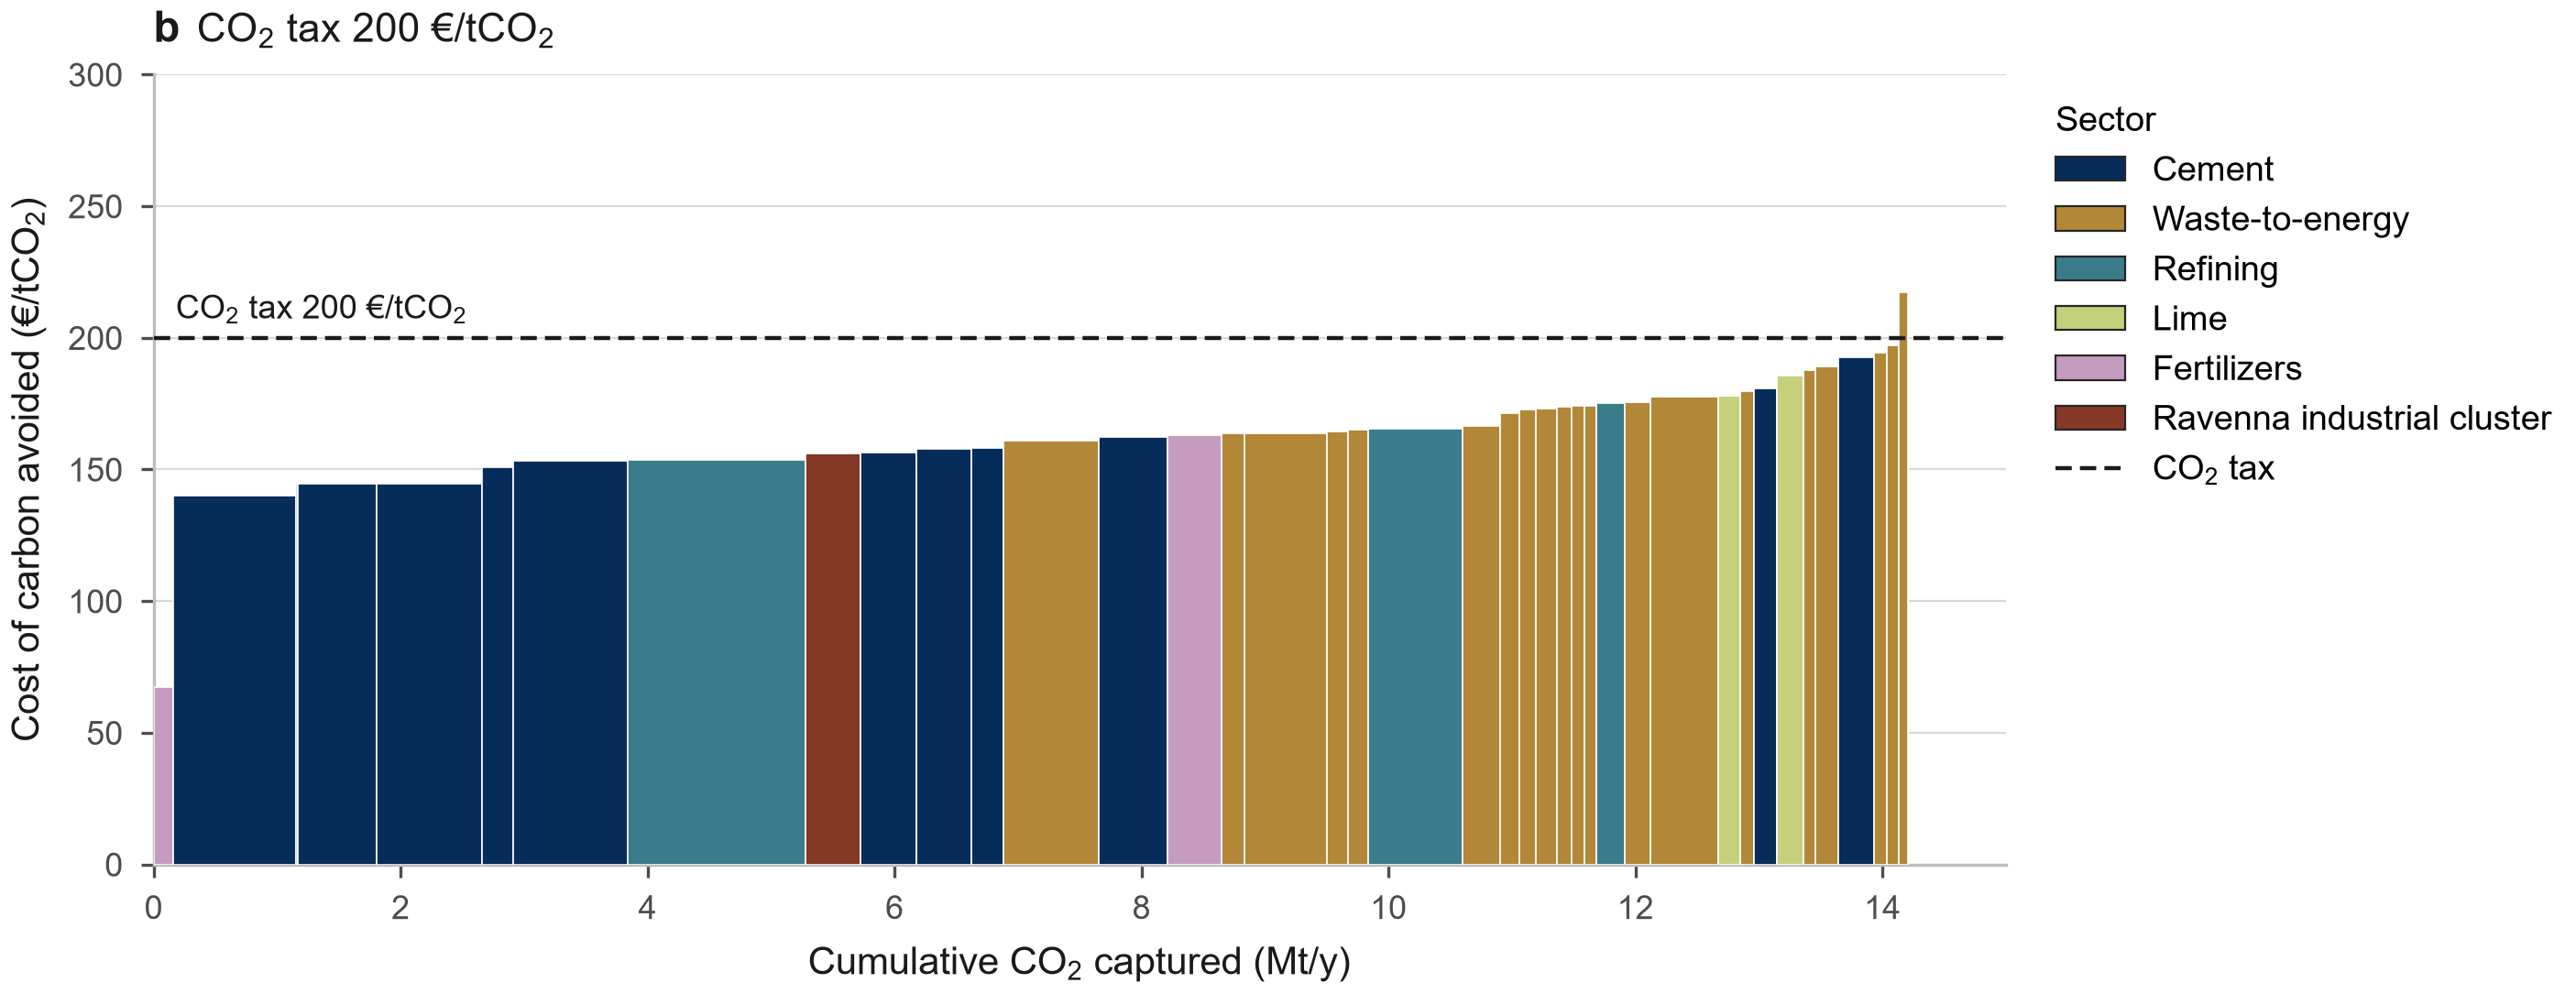 b CO₂ tax 200 €/tCO₂
Cost of carbon avoided (€/tCO₂)
300
250
200
150
100
50
0
CO₂ tax 200 €/tCO₂
0 2 4 6 8 10 12 14
Cumulative CO₂ captured (Mt/y)
Sector
Cement
Waste-to-energy
Refining
Lime
Fertilizers
Ravenna industrial cluster
CO₂ tax